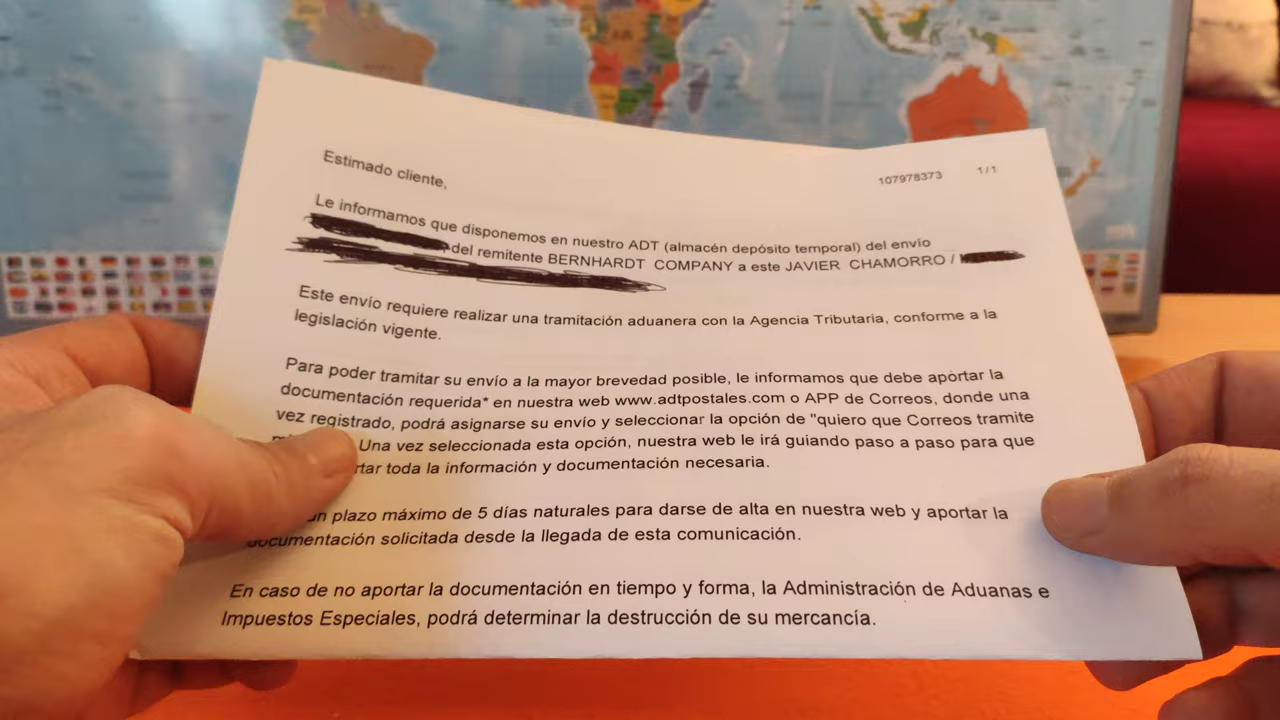 Estimado cliente,
107978373 1/1
Le informamos que disponemos en nuestro ADT (almacén depósito temporal) del envío
del remitente BERNHARDT COMPANY a este JAVIER CHAMORRO /
Este envío requiere realizar una tramitación aduanera con la Agencia Tributaria, conforme a la
legislación vigente.
Para poder tramitar su envío a la mayor brevedad posible, le informamos que debe aportar la
documentación requerida* en nuestra web www.adtpostales.com o APP de Correos, donde una
vez registrado, podrá asignarse su envío y seleccionar la opción de "quiero que Correos tramite
Una vez seleccionada esta opción, nuestra web le irá guiando paso a paso para que
toda la información y documentación necesaria.
plazo máximo de 5 días naturales para darse de alta en nuestra web y aportar la
documentación solicitada desde la llegada de esta comunicación.
En caso de no aportar la documentación en tiempo y forma, la Administración de Aduanas e
Impuestos Especiales, podrá determinar la destrucción de su mercancía.